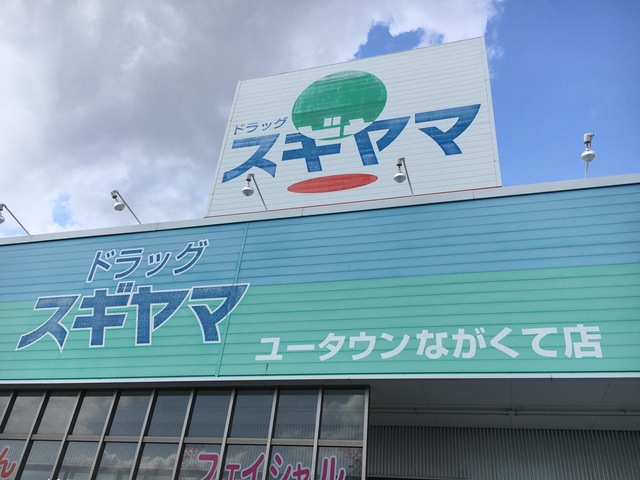 ドラッグ
スギヤマ
ドラッグ
スギヤマ
ユータウンながくて店
フェイシャル